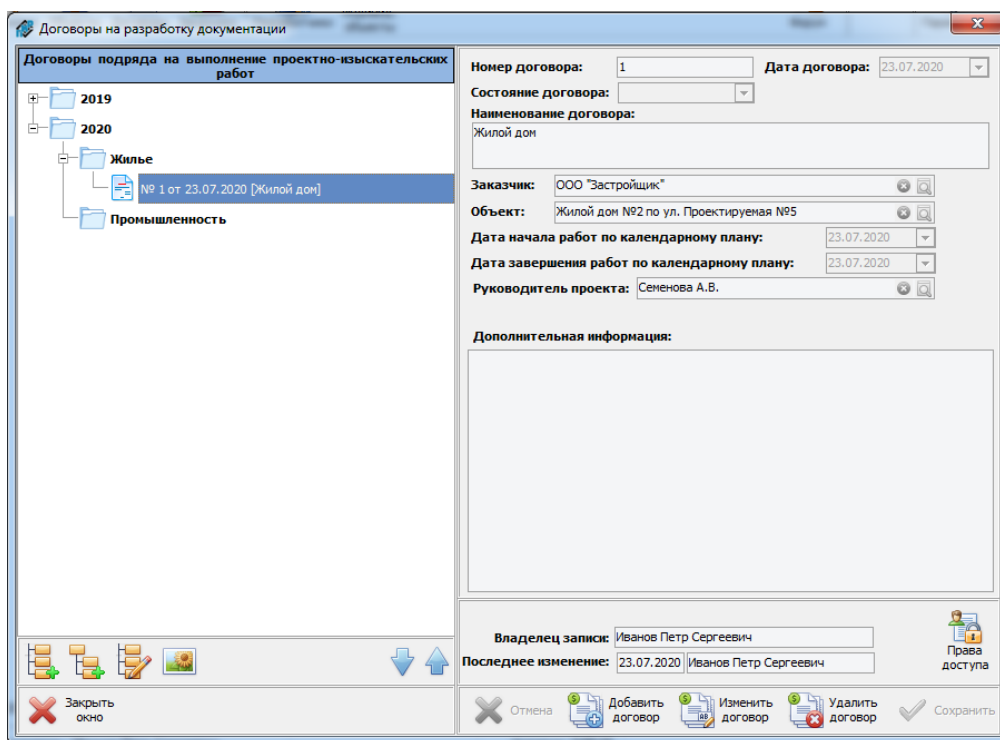 Договоры на разработку документации
Договоры подряда на выполнение проектно-изыскательских
работ
2019
2020
Жилье
№ 1 от 23.07.2020 [Жилой дом]
Промышленность
Номер договора: 1 Дата договора: 23.07.2020
Состояние договора:
Наименование договора:
Жилой дом
Заказчик: ООО "Застройщик"
Объект: Жилой дом №2 по ул. Проектируемая №5
Дата начала работ по календарному плану: 23.07.2020
Дата завершения работ по календарному плану: 23.07.2020
Руководитель проекта: Семенова А.В.
Дополнительная информация:
Владелец записи: Иванов Петр Сергеевич
Последнее изменение: 23.07.2020 Иванов Петр Сергеевич
Права
доступа
Закрыть
окно
Отмена
Добавить
договор
Изменить
договор
Удалить
договор
Сохранить